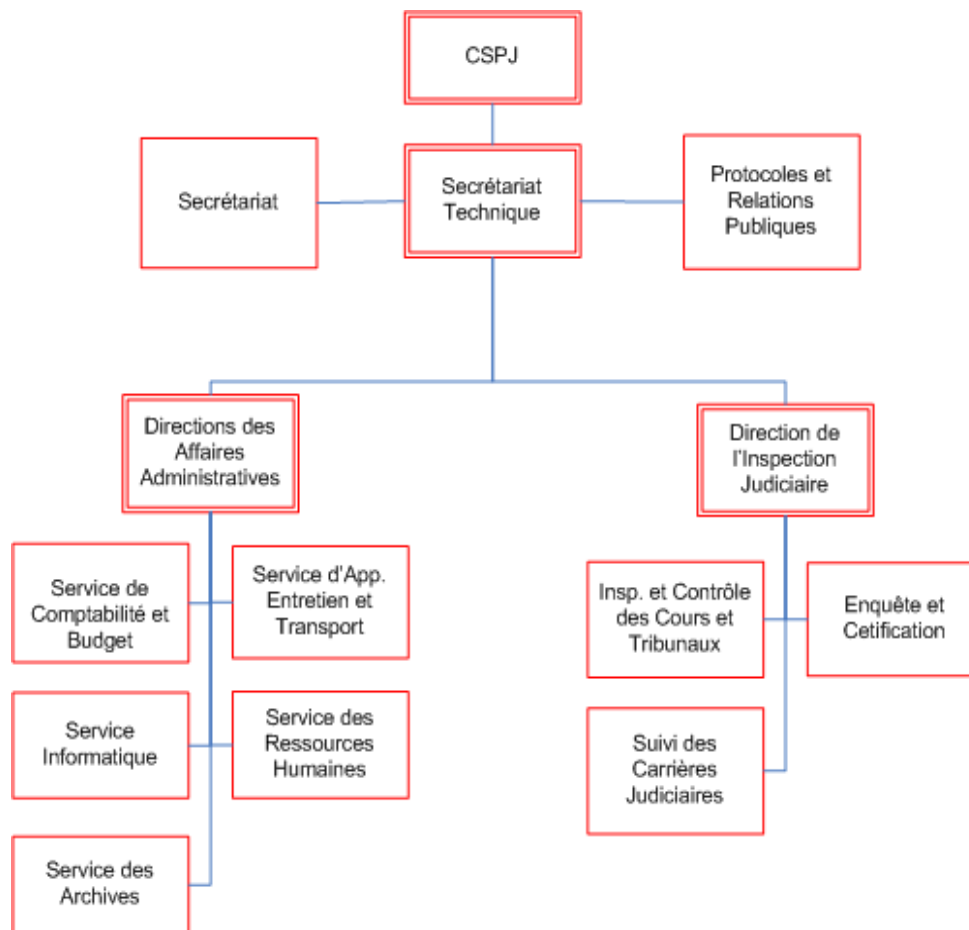 CSPJ
Secrétariat
Secrétariat
Technique
Protocoles et
Relations
Publiques
Directions des
Affaires
Administratives
Direction de
l'Inspection
Judiciaire
Service de
Comptabilité et
Budget
Service d'App.
Entretien et
Transport
Insp. et Contrôle
des Cours et
Tribunaux
Enquête et
Cetification
Service
Informatique
Service des
Ressources
Humaines
Suivi des
Carrières
Judiciaires
Service des
Archives